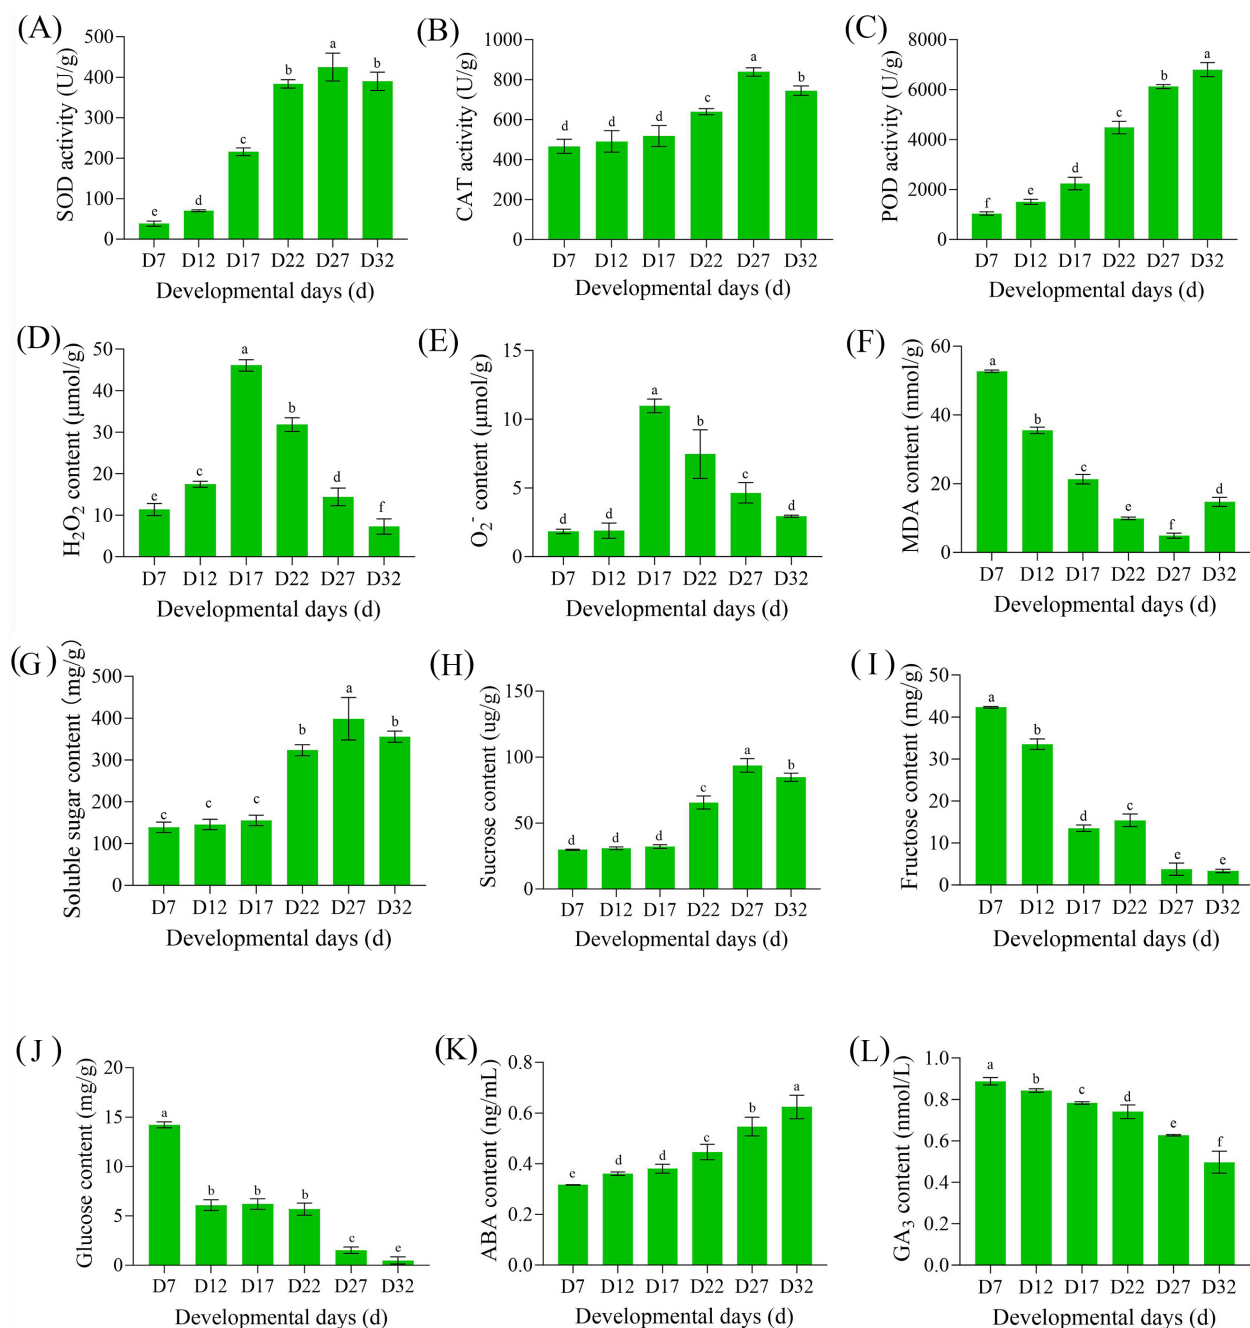 (A)
SOD activity (U/g)
500
400
300
200
100
0
e
d
c
b
a
b
D7 D12 D17 D22 D27 D32
Developmental days (d)
(B)
CAT activity (U/g)
1000
800
600
400
200
0
d
d
d
c
a
b
D7 D12 D17 D22 D27 D32
Developmental days (d)
(C)
POD activity (U/g)
8000
6000
4000
2000
0
f
e
d
c
b
a
D7 D12 D17 D22 D27 D32
Developmental days (d)
(D)
H₂O₂ content (μmol/g)
50
40
30
20
10
0
e
c
a
b
d
f
D7 D12 D17 D22 D27 D32
Developmental days (d)
(E)
O₂⁻ content (μmol/g)
15
10
5
0
d
d
a
b
c
d
D7 D12 D17 D22 D27 D32
Developmental days (d)
(F)
MDA content (nmol/g)
60
40
20
0
a
b
c
e
f
d
D7 D12 D17 D22 D27 D32
Developmental days (d)
(G)
Soluble sugar content (mg/g)
500
400
300
200
100
0
c
c
c
b
a
b
D7 D12 D17 D22 D27 D32
Developmental days (d)
(H)
Sucrose content (ug/g)
150
100
50
0
d
d
d
c
a
b
D7 D12 D17 D22 D27 D32
Developmental days (d)
(I)
Fructose content (mg/g)
50
40
30
20
10
0
a
b
d
c
e
e
D7 D12 D17 D22 D27 D32
Developmental days (d)
(J)
Glucose content (mg/g)
20
15
10
5
0
a
b
b
b
c
e
D7 D12 D17 D22 D27 D32
Developmental days (d)
(K)
ABA content (ng/mL)
0.8
0.6
0.4
0.2
0.0
e
d
d
c
b
a
D7 D12 D17 D22 D27 D32
Developmental days (d)
(L)
GA₃ content (nmol/L)
1.0
0.8
0.6
0.4
0.2
0.0
a
b
c
d
e
f
D7 D12 D17 D22 D27 D32
Developmental days (d)